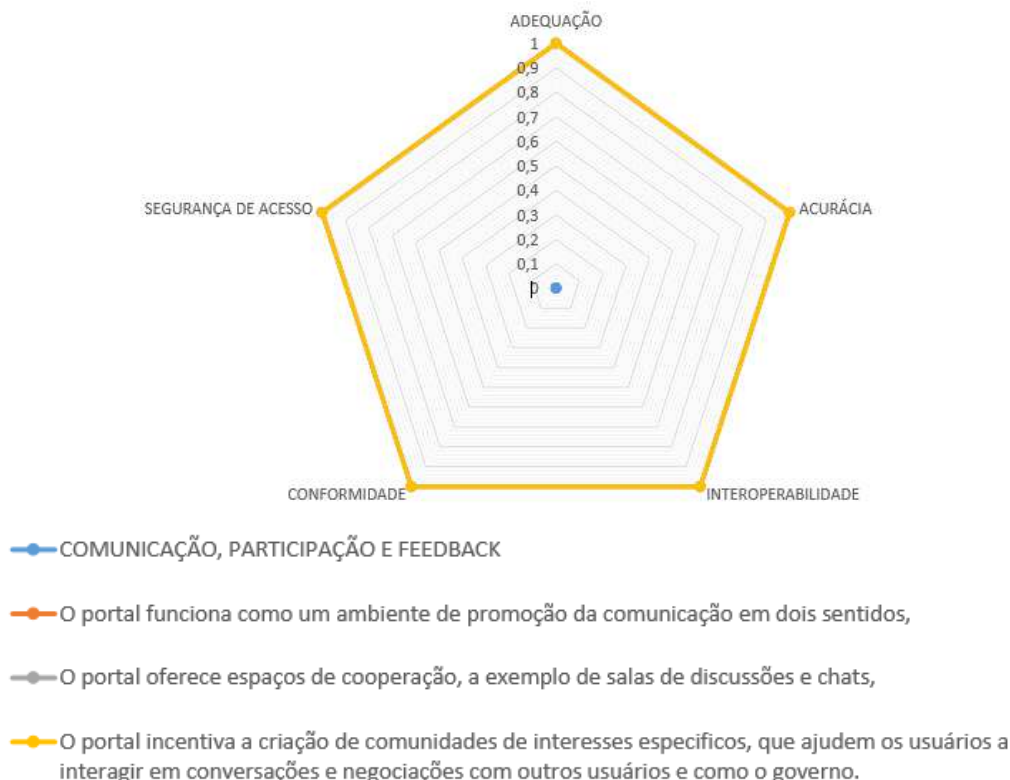 ADEQUAÇÃO
1
0,9
0,8
0,7
0,6
0,5
0,4
0,3
0,2
0,1
0
SEGURANÇA DE ACESSO
ACURÁCIA
CONFORMIDADE
INTEROPERABILIDADE
COMUNICAÇÃO, PARTICIPAÇÃO E FEEDBACK
O portal funciona como um ambiente de promoção da comunicação em dois sentidos,
O portal oferece espaços de cooperação, a exemplo de salas de discussões e chats,
O portal incentiva a criação de comunidades de interesses especificos, que ajudem os usuários a
interagir em conversações e negociações com outros usuários e como o governo.